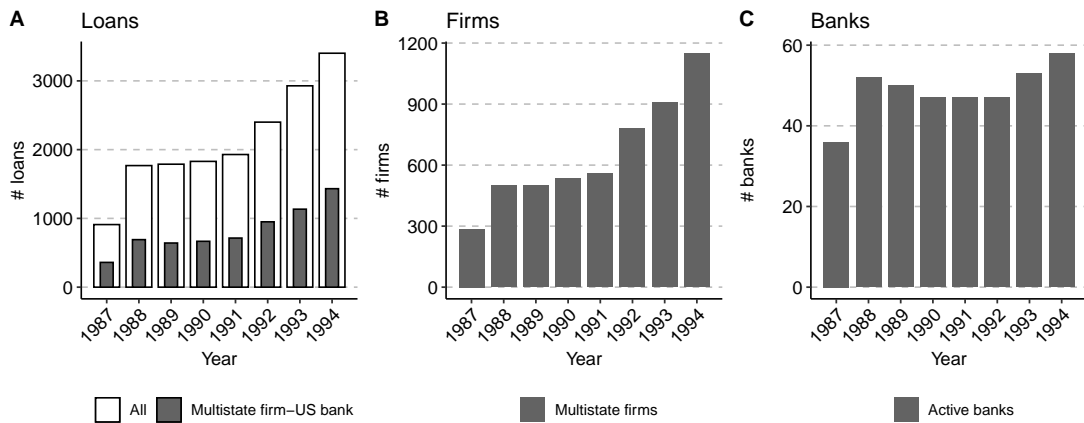 A Loans
# loans
3000
2000
1000
0
1987 1988 1989 1990 1991 1992 1993 1994
Year
All Multistate firm–US bank
B Firms
# firms
1200
900
600
300
0
1987 1988 1989 1990 1991 1992 1993 1994
Year
Multistate firms
C Banks
# banks
60
40
20
0
1987 1988 1989 1990 1991 1992 1993 1994
Year
Active banks